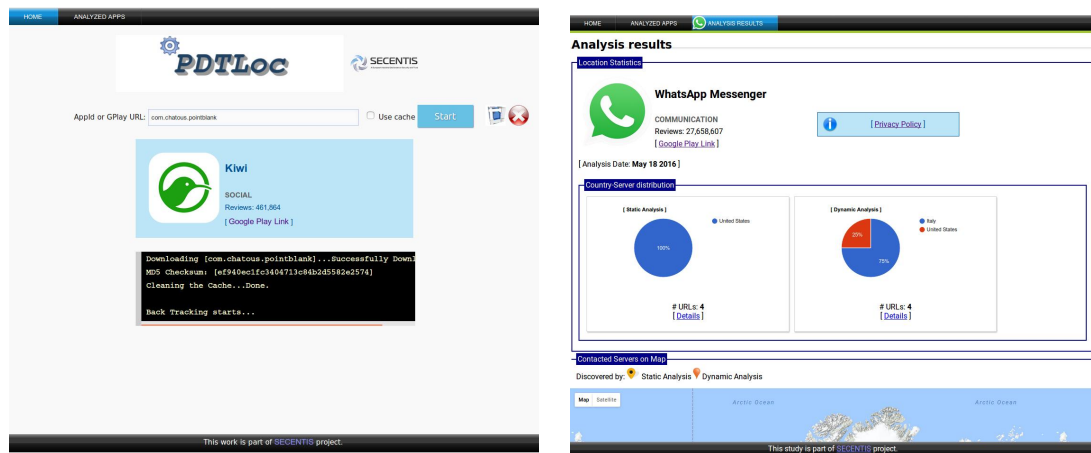 HOME ANALYZED APPS
PDTLoc
SECENTIS
AppId or GPlay URL: com.chatous.pointblank Use cache Start
Kiwi
SOCIAL
Reviews: 461,864
[ Google Play Link ]
Downloading [com.chatous.pointblank]...Successfully Downl
MD5 Checksum: [ef940ec1fc3404713c84b2d5582e2574]
Cleaning the Cache...Done.
Back Tracking starts...
This work is part of SECENTIS project.
HOME ANALYZED APPS ANALYSIS RESULTS
Analysis results
Location Statistics
WhatsApp Messenger
COMMUNICATION
Reviews: 27,658,607
[ Google Play Link ]
[ Privacy Policy ]
[ Analysis Date: May 18 2016 ]
Country-Server distribution
[ Static Analysis ]
United States
100%
# URLs: 4
[ Details ]
[ Dynamic Analysis ]
Italy
United States
25%
75%
# URLs: 4
[ Details ]
Contacted Servers on Map
Discovered by: Static Analysis Dynamic Analysis
Map Satellite
Arctic Ocean Arctic Ocean
This study is part of SECENTIS project.